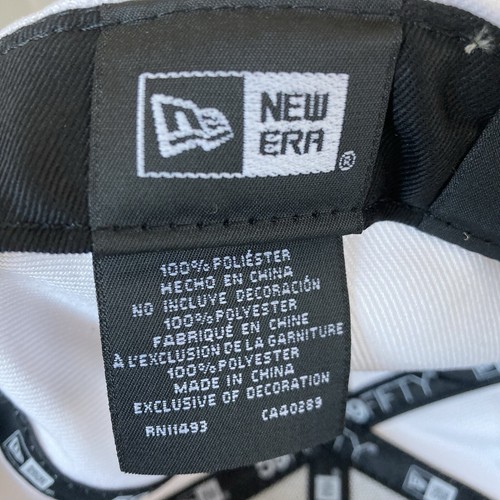 NEW
ERA®
100% POLIÉSTER
HECHO EN CHINA
NO INCLUYE DECORACIÓN
100% POLYESTER
FABRIQUÉ EN CHINE
À L'EXCLUSION DE LA GARNITURE
100% POLYESTER
MADE IN CHINA
EXCLUSIVE OF DECORATION
RN11493 CA40289
FIFTY